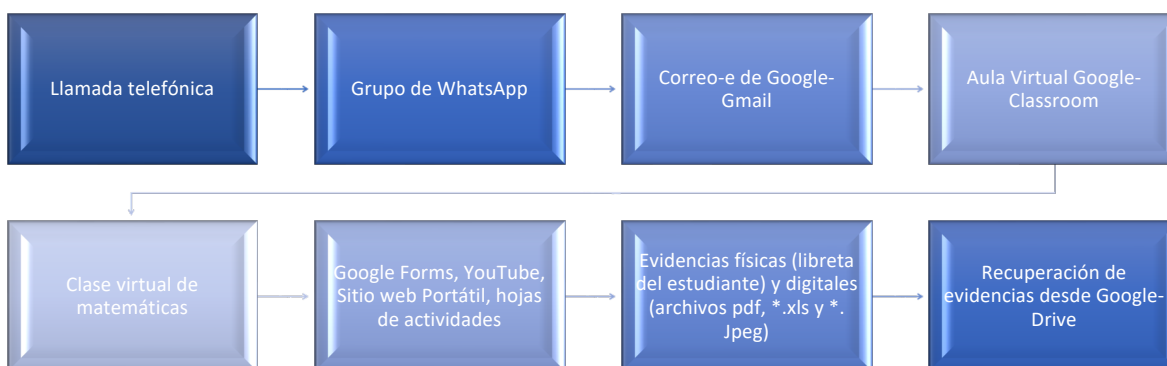 Llamada telefónica
Grupo de WhatsApp
Correo-e de Google-
Gmail
Aula Virtual Google-
Classroom
Clase virtual de
matemáticas
Google Forms, YouTube,
Sitio web Portátil, hojas
de actividades
Evidencias físicas (libreta
del estudiante) y digitales
(archivos pdf, *.xls y *.
Jpeg)
Recuperación de
evidencias desde Google-
Drive